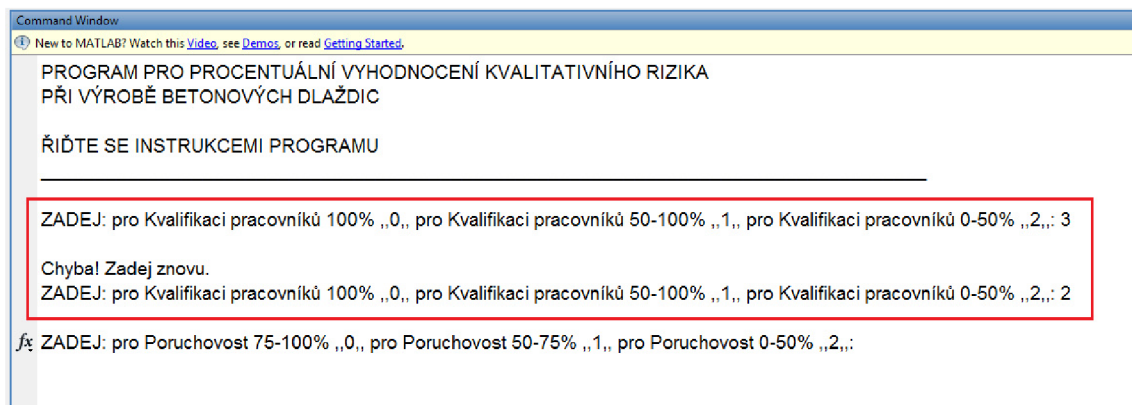 Command Window
New to MATLAB? Watch this Video, see Demos, or read Getting Started.
PROGRAM PRO PROCENTUÁLNÍ VYHODNOCENÍ KVALITATIVNÍHO RIZIKA
PŘI VÝROBĚ BETONOVÝCH DLAŽDIC
ŘIĎTE SE INSTRUKCEMI PROGRAMU
ZADEJ: pro Kvalifikaci pracovníků 100% ,,0,, pro Kvalifikaci pracovníků 50-100% ,,1,, pro Kvalifikaci pracovníků 0-50% ,,2,,: 3
Chyba! Zadej znovu.
ZADEJ: pro Kvalifikaci pracovníků 100% ,,0,, pro Kvalifikaci pracovníků 50-100% ,,1,, pro Kvalifikaci pracovníků 0-50% ,,2,,: 2
fx ZADEJ: pro Poruchovost 75-100% ,,0,, pro Poruchovost 50-75% ,,1,, pro Poruchovost 0-50% ,,2,,: